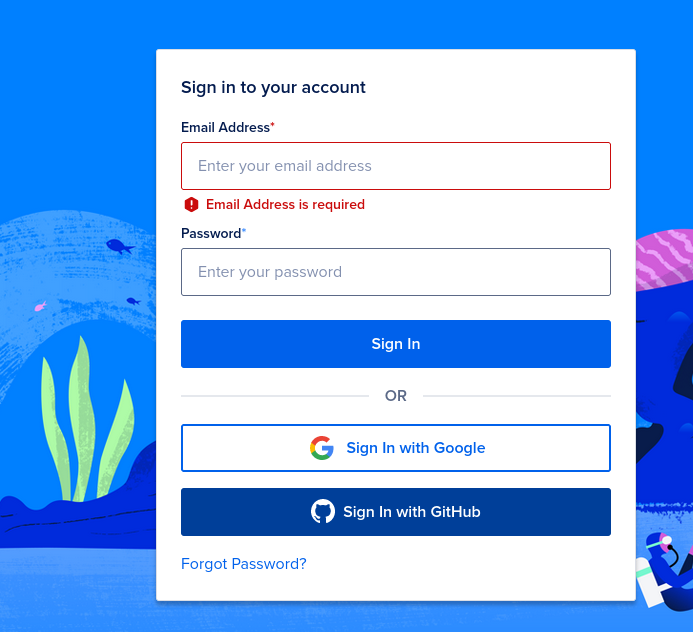 Sign in to your account
Email Address*
Enter your email address
Email Address is required
Password*
Enter your password
Sign In
OR
Sign In with Google
Sign In with GitHub
Forgot Password?